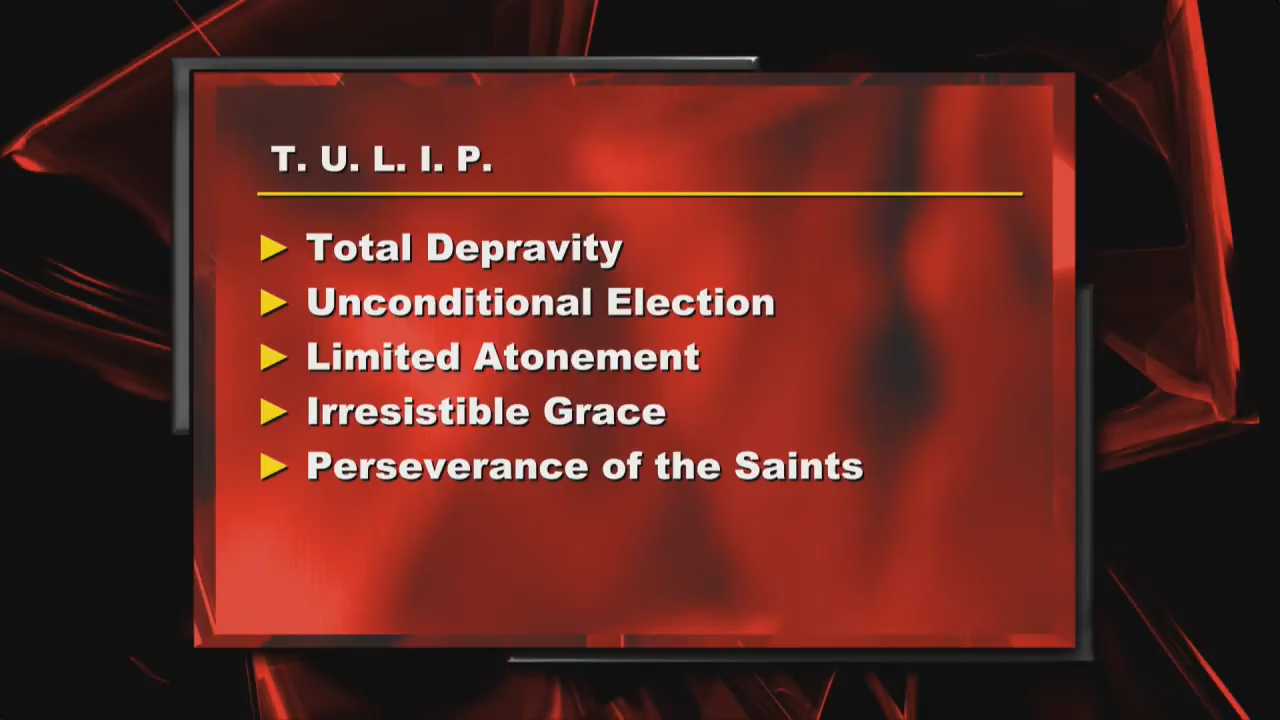 T. U. L. I. P.
Total Depravity
Unconditional Election
Limited Atonement
Irresistible Grace
Perseverance of the Saints